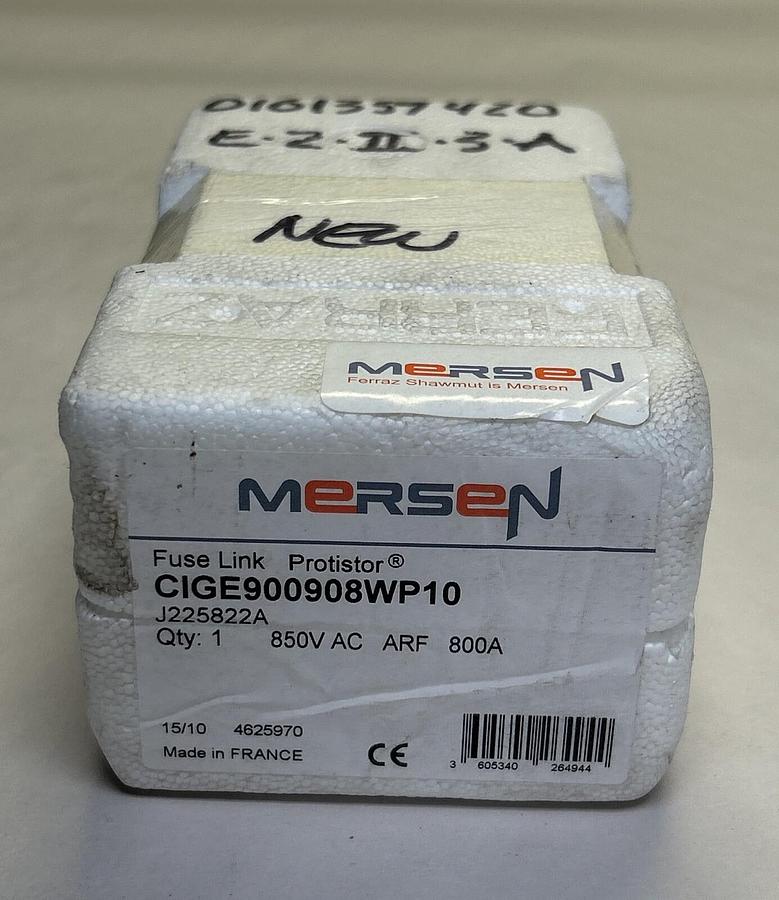 0101357420
E·2·II·3·A
NEW
MERSEN
Ferraz Shawmut is Mersen
MERSEN
Fuse Link Protistor®
CIGE900908WP10
J225822A
Qty: 1 850V AC ARF 800A
15/10 4625970
Made in FRANCE
CE
3 605340 264944